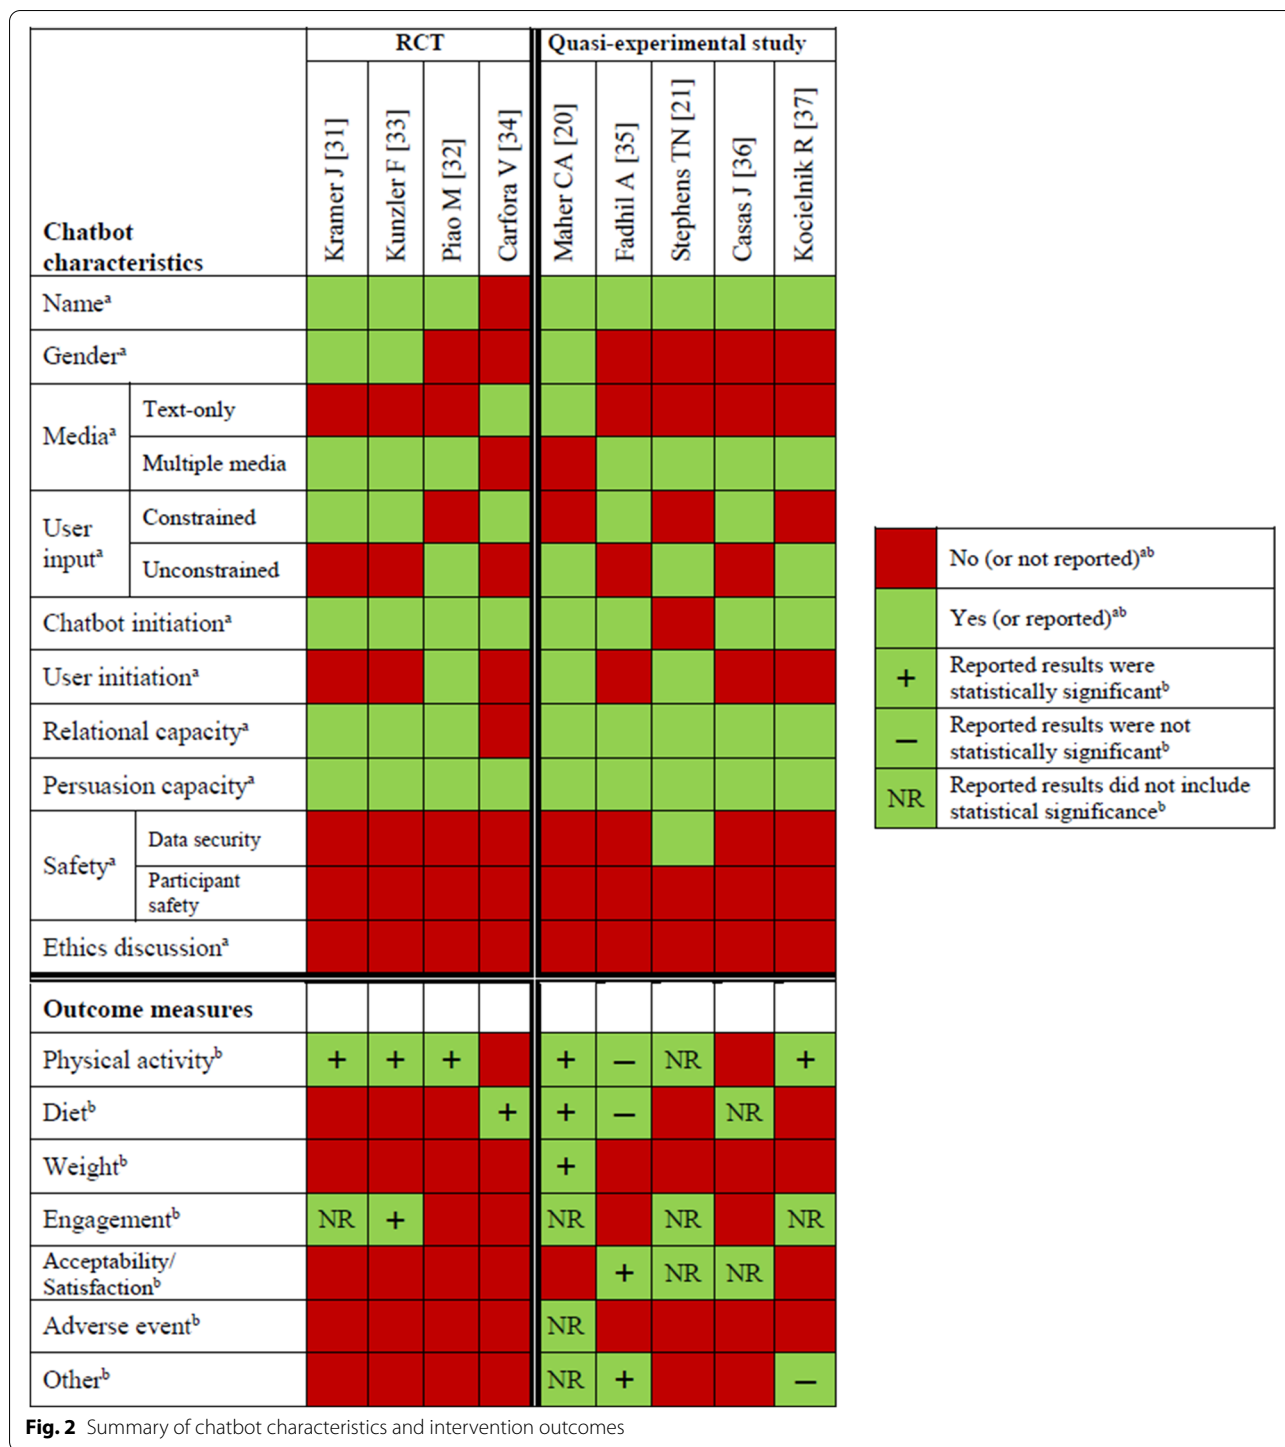 RCT
Quasi-experimental study
Chatbot
characteristics
Kramer J [31]
Kunzler F [33]
Piao M [32]
Carfora V [34]
Maher CA [20]
Fadhil A [35]
Stephens TN [21]
Casas J [36]
Kocielnik R [37]
Nameᵃ
Genderᵃ
Mediaᵃ
Text-only
Multiple media
User
inputᵃ
Constrained
Unconstrained
Chatbot initiationᵃ
User initiationᵃ
Relational capacityᵃ
Persuasion capacityᵃ
Safetyᵃ
Data security
Participant
safety
Ethics discussionᵃ
Outcome measures
Physical activityᵇ + + + + – NR +
Dietᵇ + + – NR
Weightᵇ +
Engagementᵇ NR + NR NR NR
Acceptability/
Satisfactionᵇ + NR NR
Adverse eventᵇ NR
Otherᵇ NR + –
No (or not reported)ᵃᵇ
Yes (or reported)ᵃᵇ
+ Reported results were
statistically significantᵇ
– Reported results were not
statistically significantᵇ
NR Reported results did not include
statistical significanceᵇ
Fig. 2 Summary of chatbot characteristics and intervention outcomes